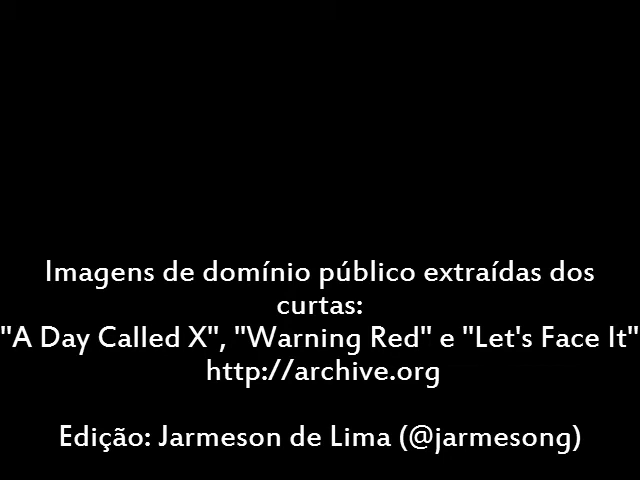 Imagens de domínio público extraídas dos
curtas:
"A Day Called X", "Warning Red" e "Let's Face It"
http://archive.org
Edição: Jarmeson de Lima (@jarmesong)